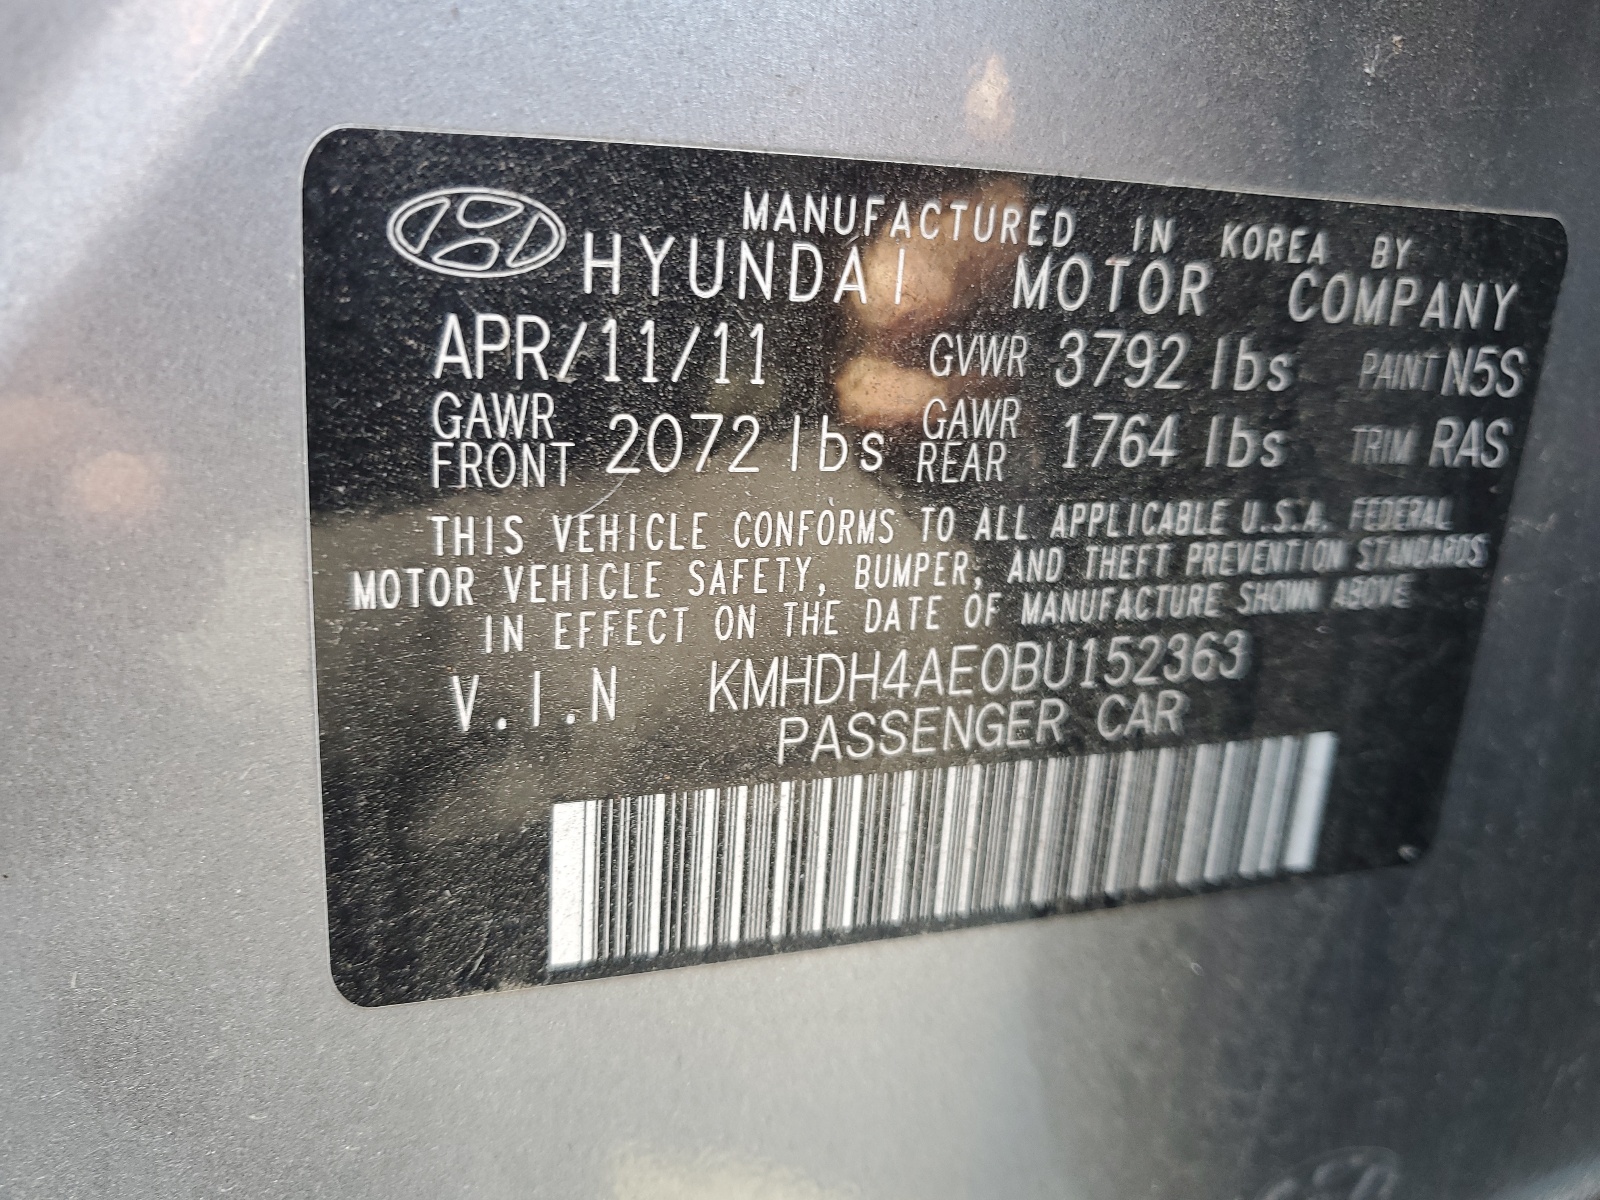 MANUFACTURED IN KOREA BY
HYUNDAI MOTOR COMPANY
APR/11/11 GVWR 3792 lbs PAINT N5S
GAWR FRONT 2072 lbs GAWR REAR 1764 lbs TRIM RAS
THIS VEHICLE CONFORMS TO ALL APPLICABLE U.S.A. FEDERAL
MOTOR VEHICLE SAFETY, BUMPER, AND THEFT PREVENTION STANDARDS
IN EFFECT ON THE DATE OF MANUFACTURE SHOWN ABOVE
V.I.N KMHDH4AE0BU152363
PASSENGER CAR